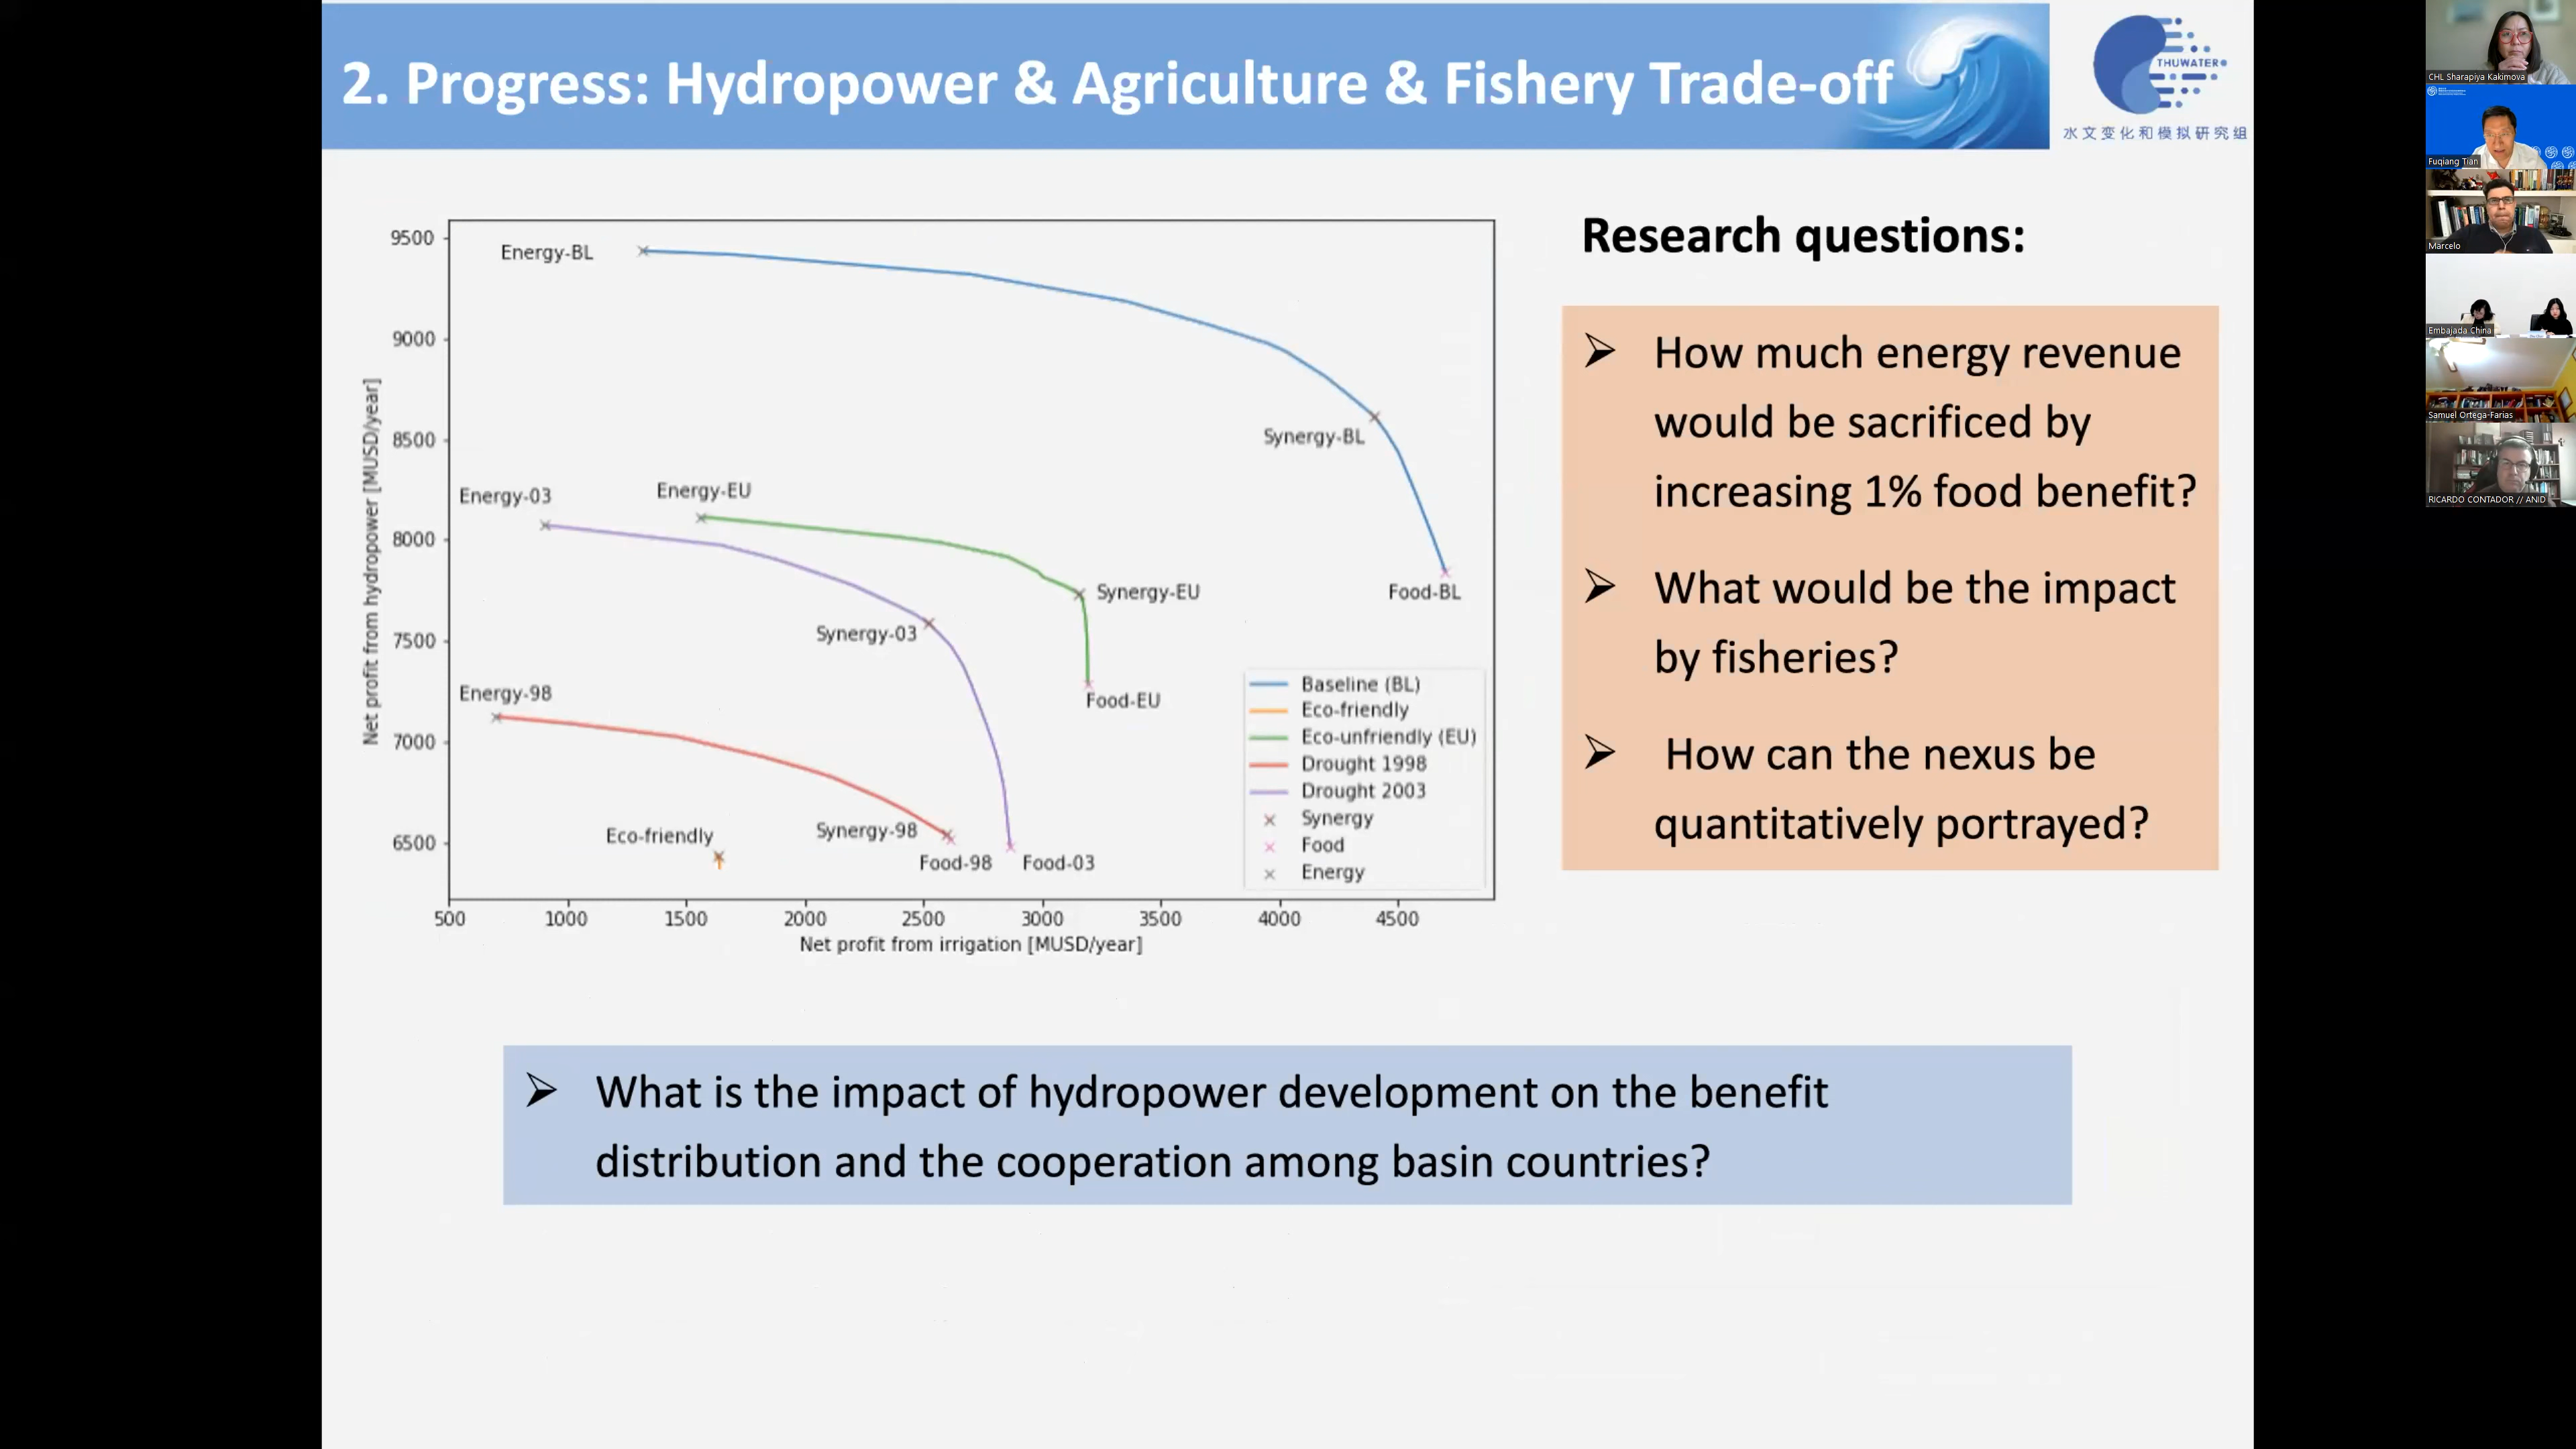 2. Progress: Hydropower & Agriculture & Fishery Trade-off
THUWATER
水文变化和模拟研究组
Net profit from hydropower [MUSD/year]
9500
9000
8500
8000
7500
7000
6500
Energy-BL
Synergy-BL
Food-BL
Energy-03
Energy-EU
Synergy-EU
Synergy-03
Food-EU
Energy-98
Eco-friendly
Synergy-98
Food-98
Food-03
Baseline (BL)
Eco-friendly
Eco-unfriendly (EU)
Drought 1998
Drought 2003
Synergy
Food
Energy
500 1000 1500 2000 2500 3000 3500 4000 4500
Net profit from irrigation [MUSD/year]
Research questions:
How much energy revenue
would be sacrificed by
increasing 1% food benefit?
What would be the impact
by fisheries?
How can the nexus be
quantitatively portrayed?
What is the impact of hydropower development on the benefit
distribution and the cooperation among basin countries?
CHL Sharapiya Kakimova
Fuqiang Tian
Marcelo
Embajada China
Samuel Ortega-Farias
RICARDO CONTADOR // ANID